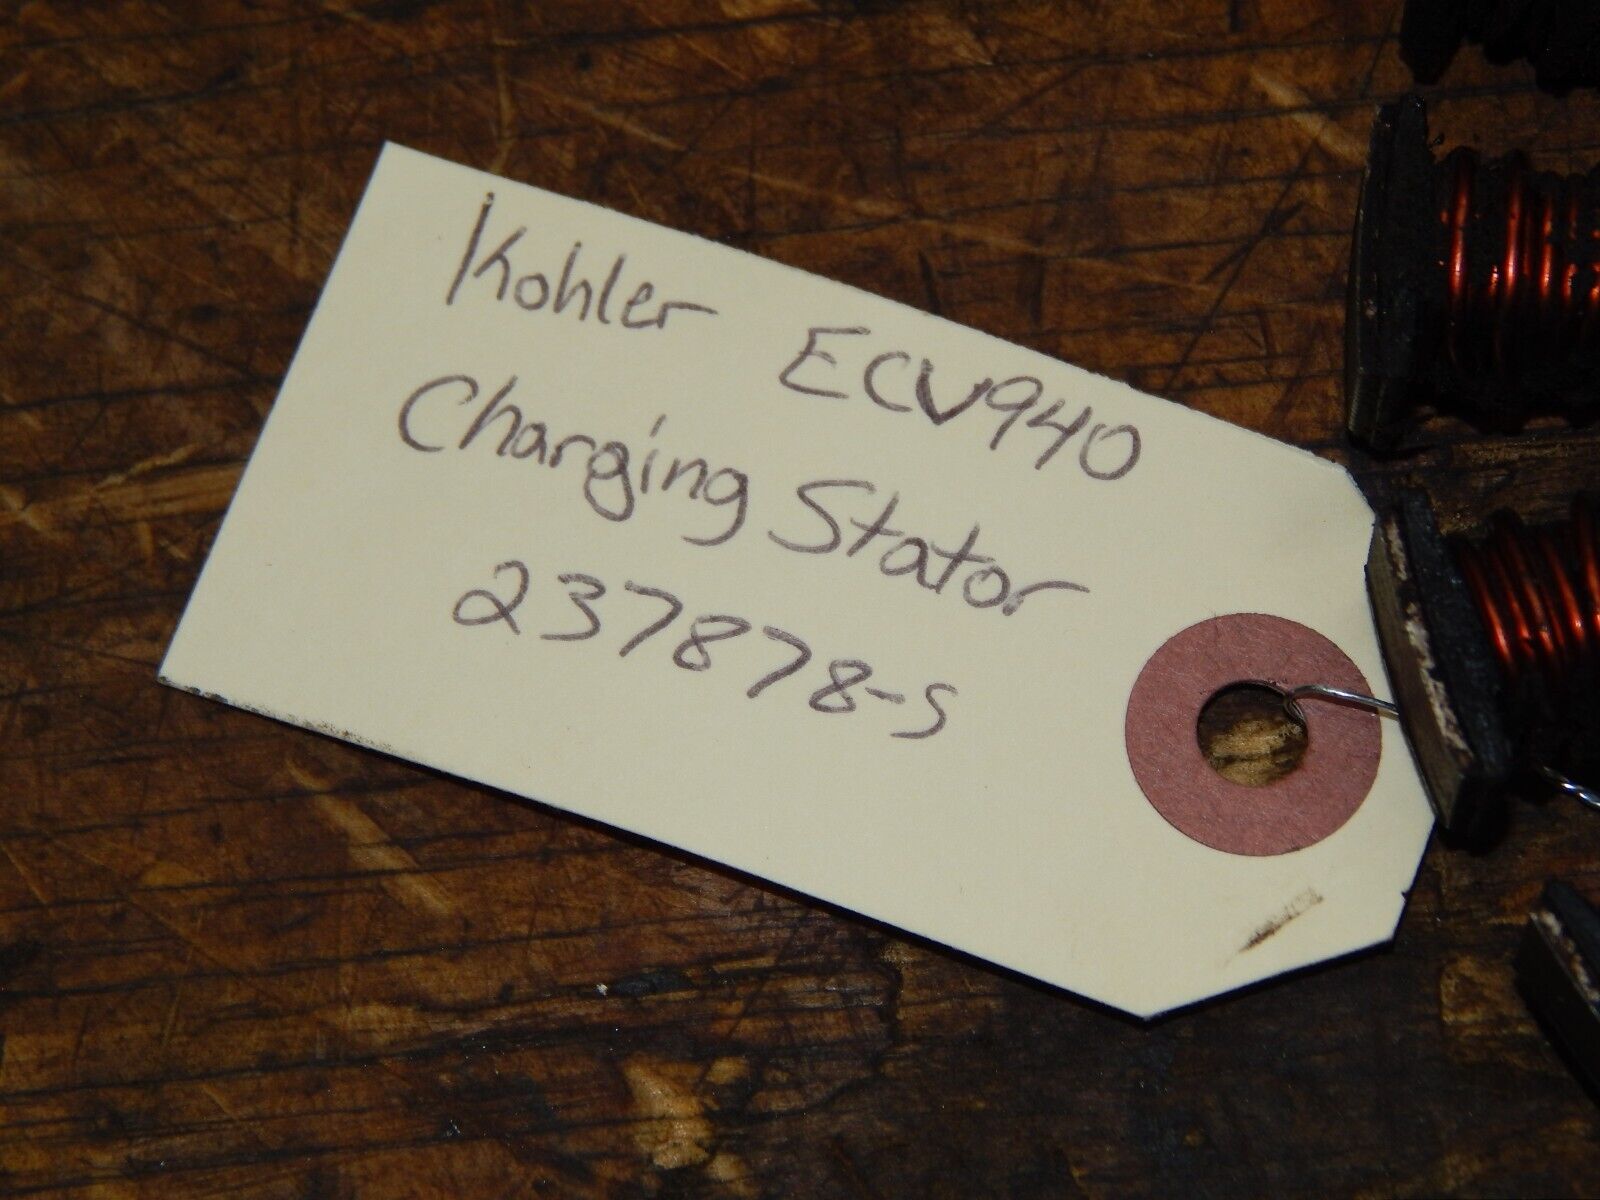 Kohler ECV940
Charging Stator
237878-S